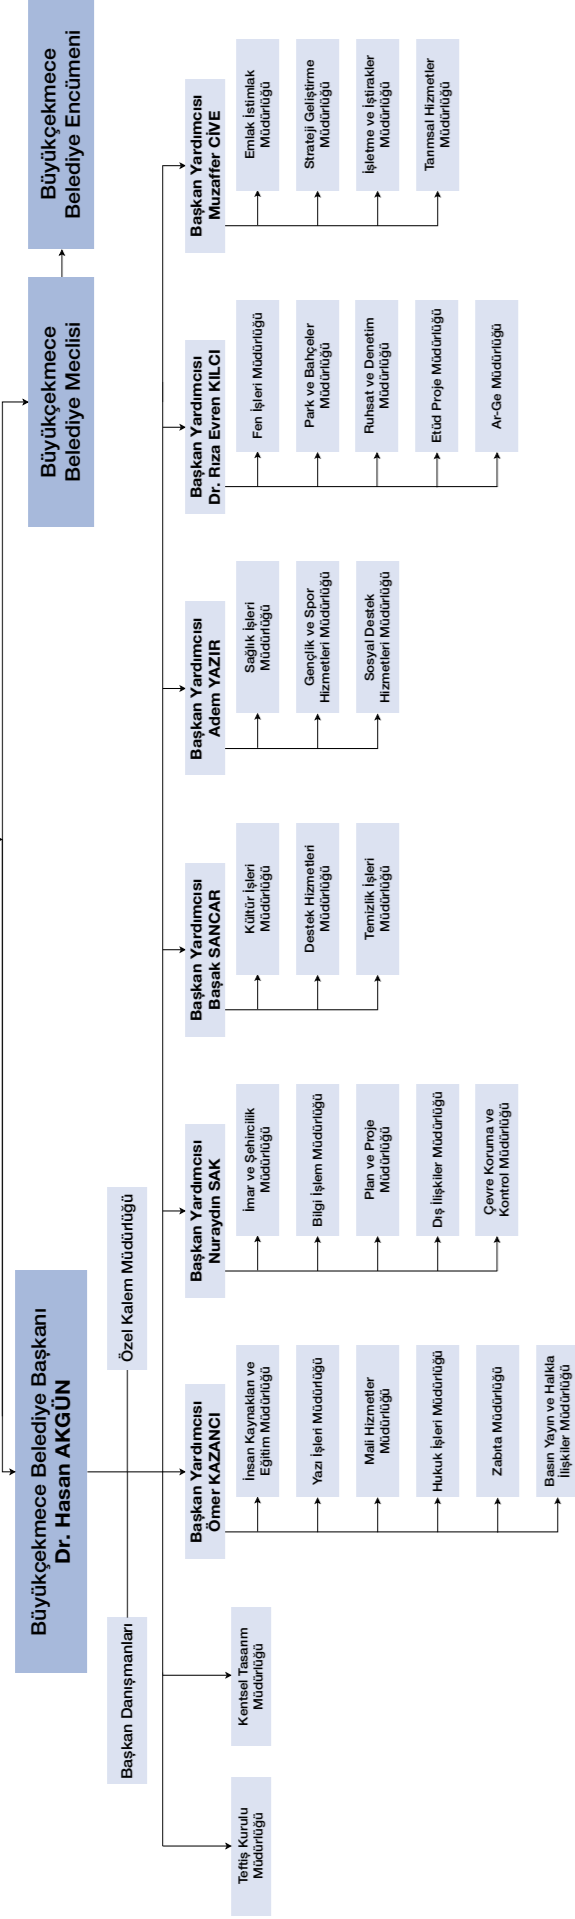 Büyükçekmece Belediye Başkanı
Dr. Hasan AKGÜN
Büyükçekmece
Belediye Meclisi
Büyükçekmece
Belediye Encümeni
Başkan Danışmanları
Özel Kalem Müdürlüğü
Teftiş Kurulu
Müdürlüğü
Kentsel Tasarım
Müdürlüğü
Başkan Yardımcısı
Ömer KAZANCI
İnsan Kaynakları ve
Eğitim Müdürlüğü
Yazı İşleri Müdürlüğü
Mali Hizmetler
Müdürlüğü
Hukuk İşleri Müdürlüğü
Zabıta Müdürlüğü
Basın Yayın ve Halkla
İlişkiler Müdürlüğü
Başkan Yardımcısı
Nuraydın SAK
İmar ve Şehircilik
Müdürlüğü
Bilgi İşlem Müdürlüğü
Plan ve Proje
Müdürlüğü
Dış İlişkiler Müdürlüğü
Çevre Koruma ve
Kontrol Müdürlüğü
Başkan Yardımcısı
Başak SANCAR
Kültür İşleri
Müdürlüğü
Destek Hizmetleri
Müdürlüğü
Temizlik İşleri
Müdürlüğü
Başkan Yardımcısı
Adem YAZIR
Sağlık İşleri
Müdürlüğü
Gençlik ve Spor
Hizmetleri Müdürlüğü
Sosyal Destek
Hizmetleri Müdürlüğü
Başkan Yardımcısı
Dr. Rıza Evren KILCI
Fen İşleri Müdürlüğü
Park ve Bahçeler
Müdürlüğü
Ruhsat ve Denetim
Müdürlüğü
Etüd Proje Müdürlüğü
Ar-Ge Müdürlüğü
Başkan Yardımcısı
Muzaffer CİVE
Emlak İstimlak
Müdürlüğü
Strateji Geliştirme
Müdürlüğü
İşletme ve İştirakler
Müdürlüğü
Tarımsal Hizmetler
Müdürlüğü